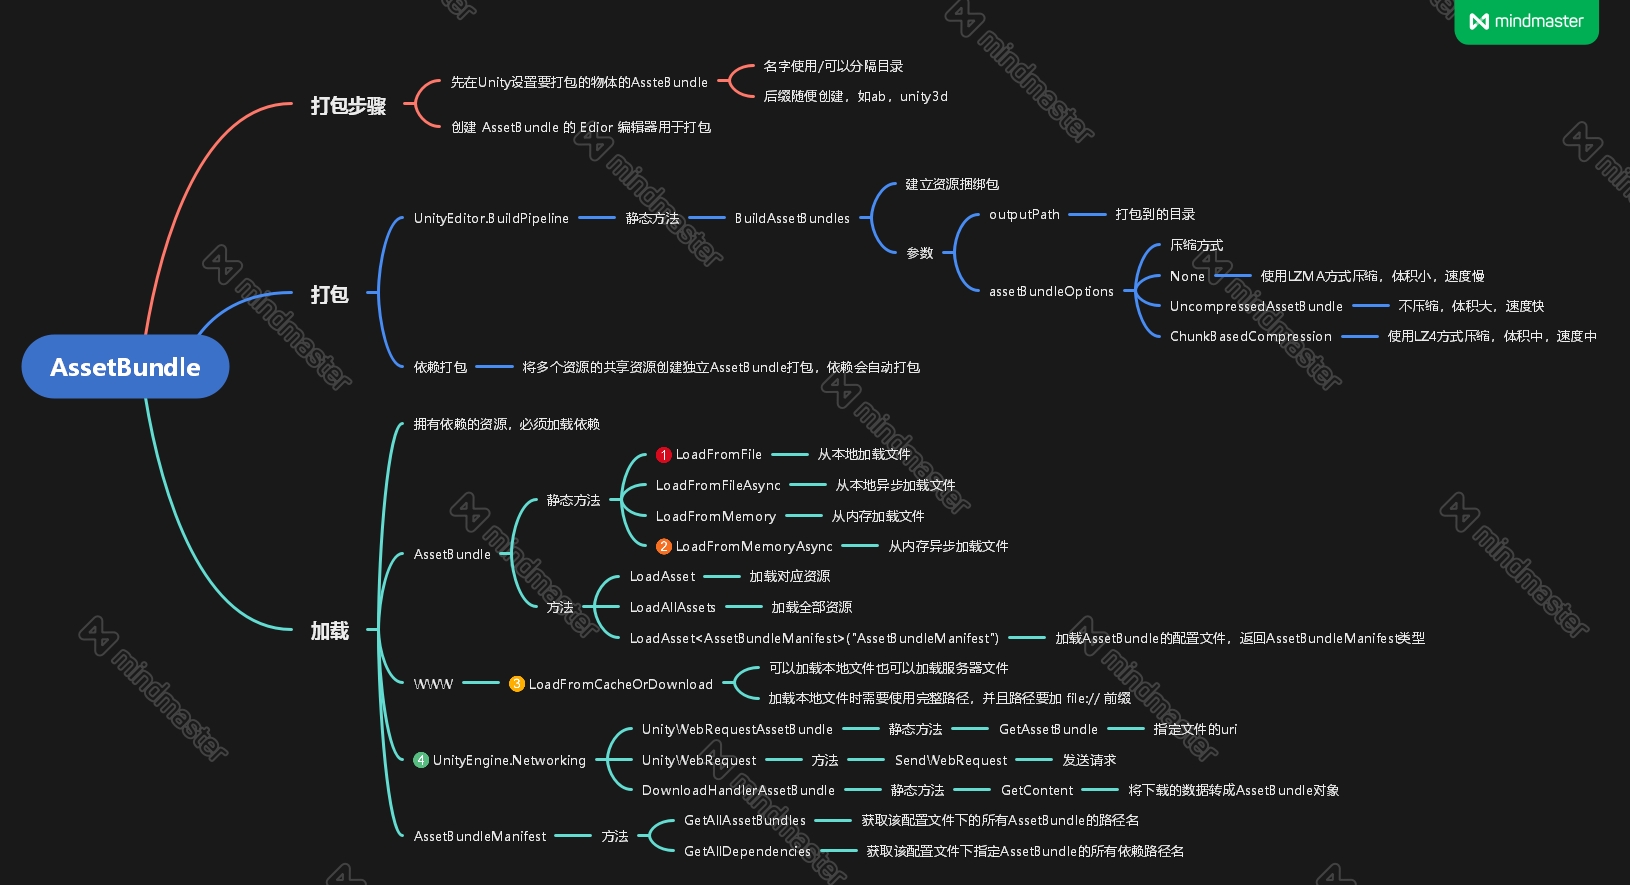 mindmaster
AssetBundle
打包步骤
先在Unity设置要打包的物体的AssteBundle
名字使用/可以分隔目录
后缀随便创建，如ab，unity3d
创建 AssetBundle 的 Edior 编辑器用于打包
打包
UnityEditor.BuildPipeline
静态方法
BuildAssetBundles
建立资源捆绑包
参数
outputPath
打包到的目录
assetBundleOptions
压缩方式
None
使用LZMA方式压缩，体积小，速度慢
UncompressedAssetBundle
不压缩，体积大，速度快
ChunkBasedCompression
使用LZ4方式压缩，体积中，速度中
依赖打包
将多个资源的共享资源创建独立AssetBundle打包，依赖会自动打包
加载
拥有依赖的资源，必须加载依赖
AssetBundle
静态方法
1 LoadFromFile
从本地加载文件
LoadFromFileAsync
从本地异步加载文件
LoadFromMemory
从内存加载文件
2 LoadFromMemoryAsync
从内存异步加载文件
方法
LoadAsset
加载对应资源
LoadAllAssets
加载全部资源
LoadAsset<AssetBundleManifest>("AssetBundleManifest")
加载AssetBundle的配置文件，返回AssetBundleManifest类型
WWW
3 LoadFromCacheOrDownload
可以加载本地文件也可以加载服务器文件
加载本地文件时需要使用完整路径，并且路径要加 file:// 前缀
4 UnityEngine.Networking
UnityWebRequestAssetBundle
静态方法
GetAssetBundle
指定文件的uri
UnityWebRequest
方法
SendWebRequest
发送请求
DownloadHandlerAssetBundle
静态方法
GetContent
将下载的数据转成AssetBundle对象
AssetBundleManifest
方法
GetAllAssetBundles
获取该配置文件下的所有AssetBundle的路径名
GetAllDependencies
获取该配置文件下指定AssetBundle的所有依赖路径名